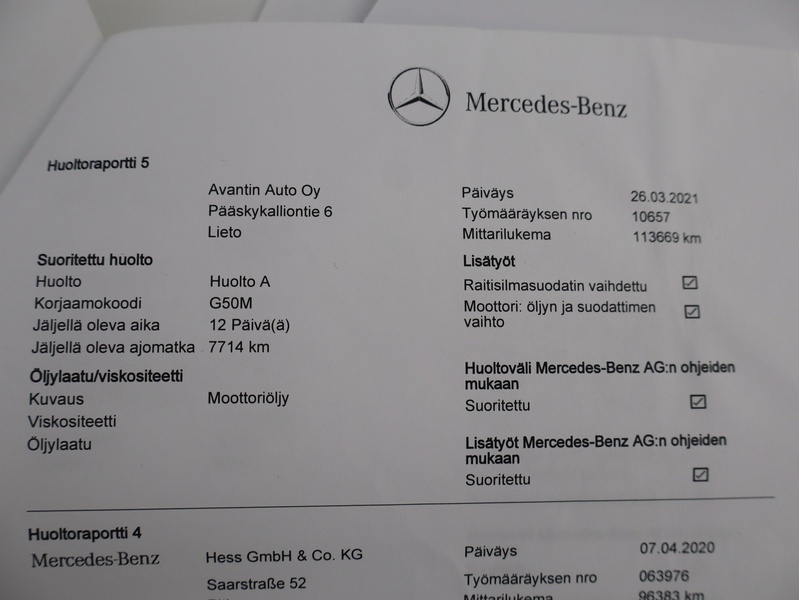 Mercedes-Benz
Huoltoraportti 5
Avantin Auto Oy
Pääskykalliontie 6
Lieto
Päiväys 26.03.2021
Työmääräyksen nro 10657
Mittarilukema 113669 km
Suoritettu huolto
Huolto Huolto A
Korjaamokoodi G50M
Jäljellä oleva aika 12 Päivä(ä)
Jäljellä oleva ajomatka 7714 km
Öljylaatu/viskositeetti
Kuvaus Moottoriöljy
Viskositeetti
Öljylaatu
Lisätyöt
Raitisilmasuodatin vaihdettu
Moottori: öljyn ja suodattimen
vaihto
Huoltoväli Mercedes-Benz AG:n ohjeiden
mukaan
Suoritettu
Lisätyöt Mercedes-Benz AG:n ohjeiden
mukaan
Suoritettu
Huoltoraportti 4
Mercedes-Benz
Hess GmbH & Co. KG
Saarstraße 52
Päiväys 07.04.2020
Työmääräyksen nro 063976
Mittarilukema 96383 km